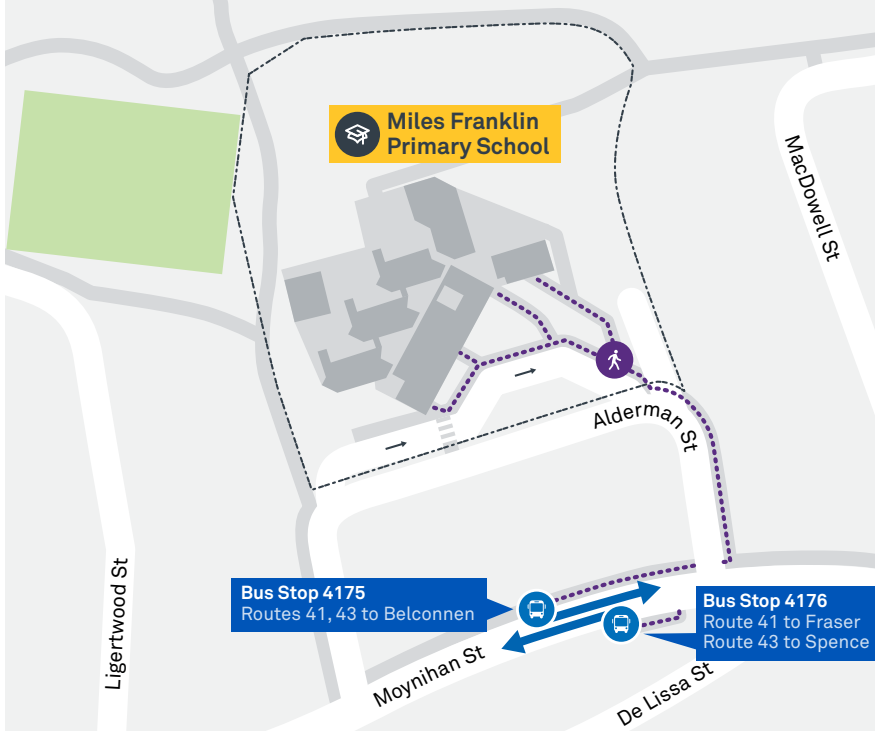 Miles Franklin
Primary School
MacDowell St
Alderman St
Ligertwood St
Bus Stop 4175
Routes 41, 43 to Belconnen
Bus Stop 4176
Route 41 to Fraser
Route 43 to Spence
Moynihan St
De Lissa St